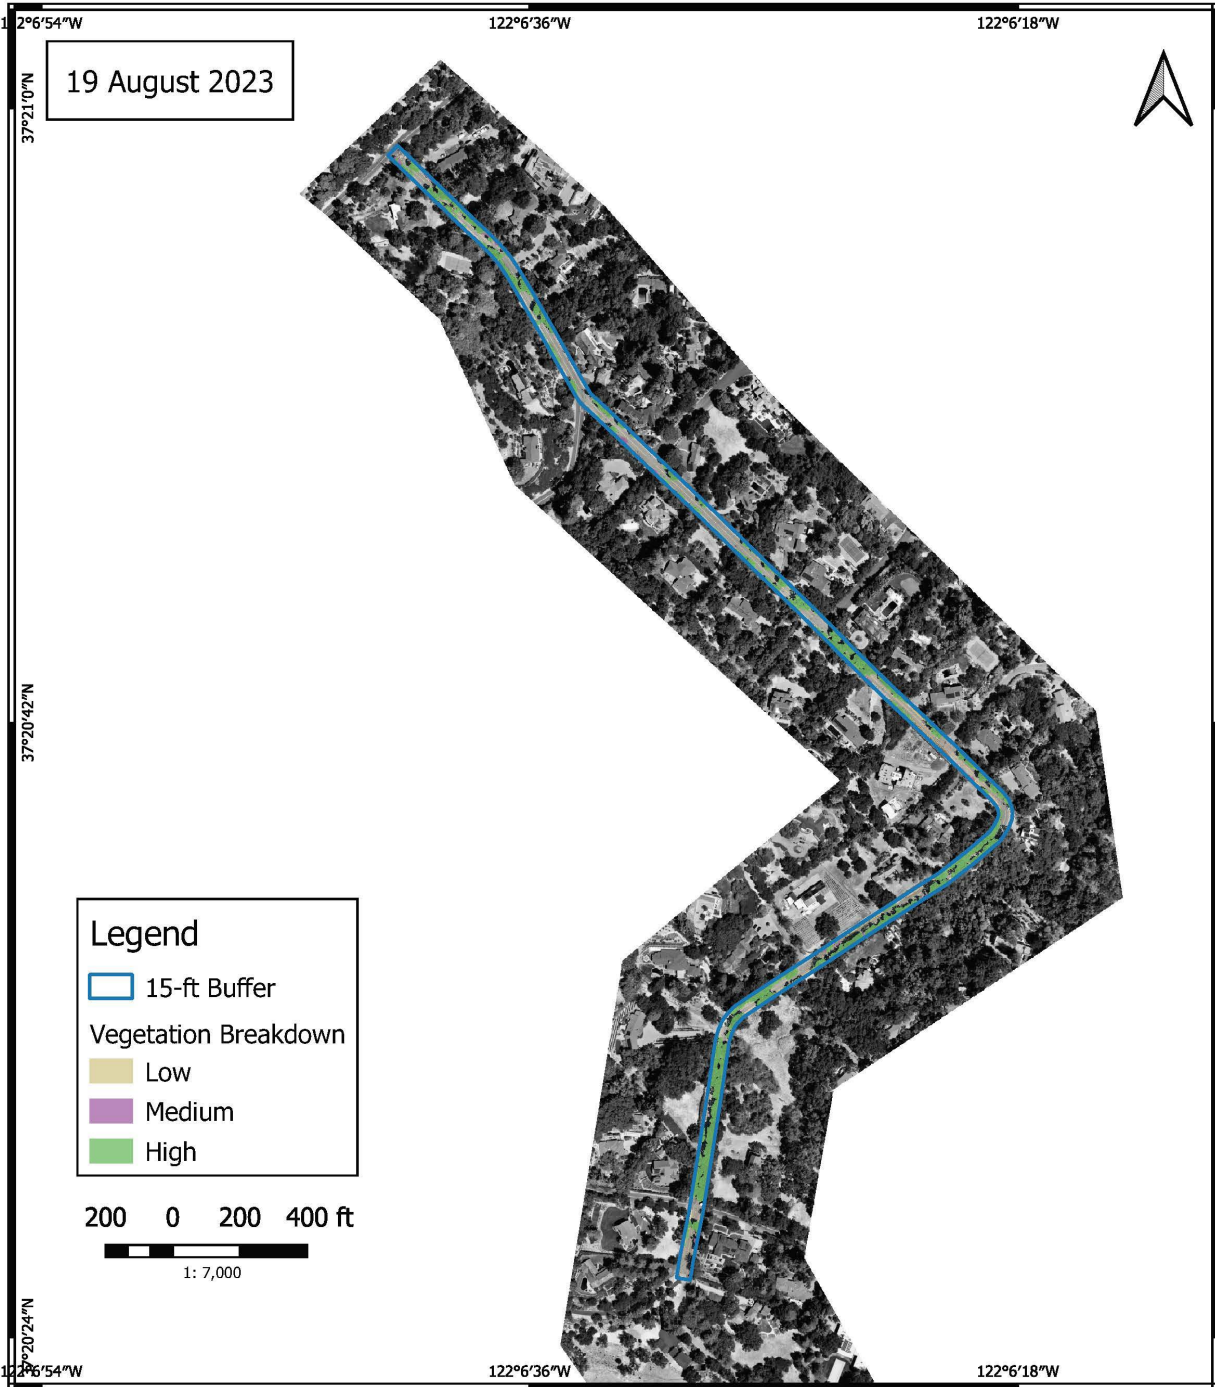 122°6'54"W 122°6'36"W 122°6'18"W
19 August 2023
37°21'0"N
37°20'42"N
Legend
15-ft Buffer
Vegetation Breakdown
Low
Medium
High
200 0 200 400 ft
1: 7,000
37°20'24"N
122°6'54"W 122°6'36"W 122°6'18"W